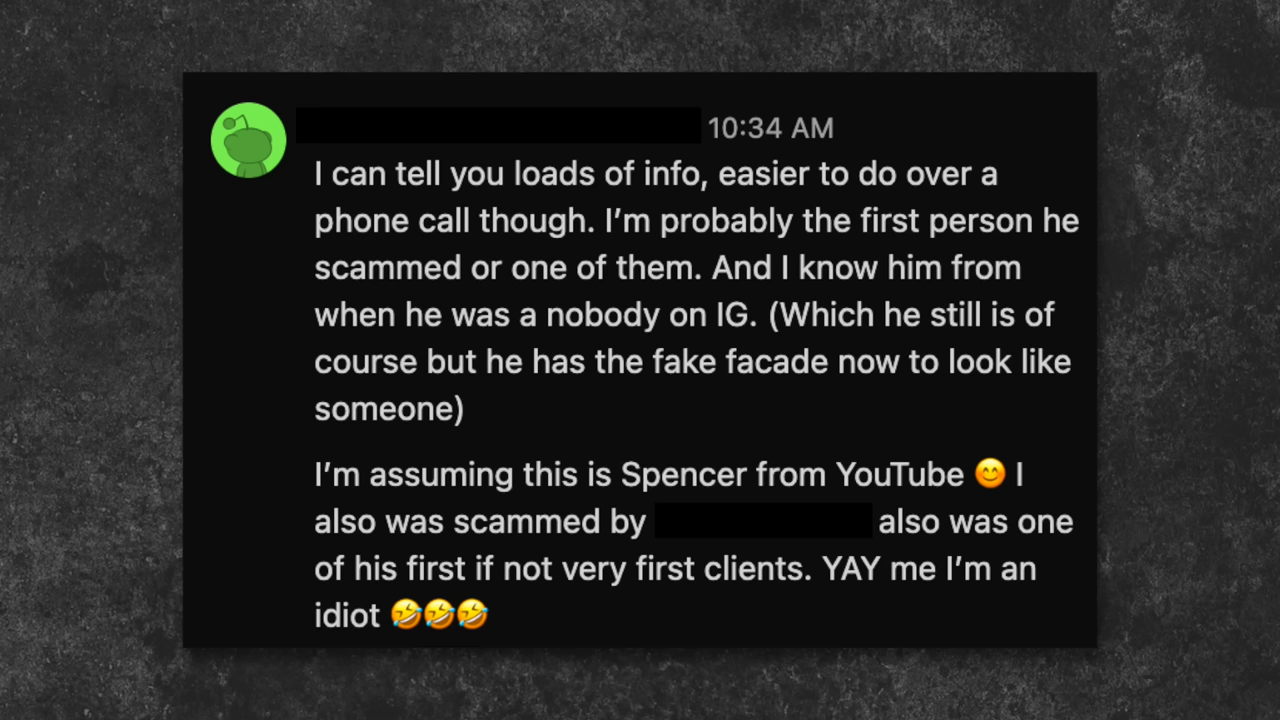 10:34 AM
I can tell you loads of info, easier to do over a
phone call though. I’m probably the first person he
scammed or one of them. And I know him from
when he was a nobody on IG. (Which he still is of
course but he has the fake facade now to look like
someone)
I’m assuming this is Spencer from YouTube 😊 I
also was scammed by also was one
of his first if not very first clients. YAY me I’m an
idiot 🤣🤣🤣